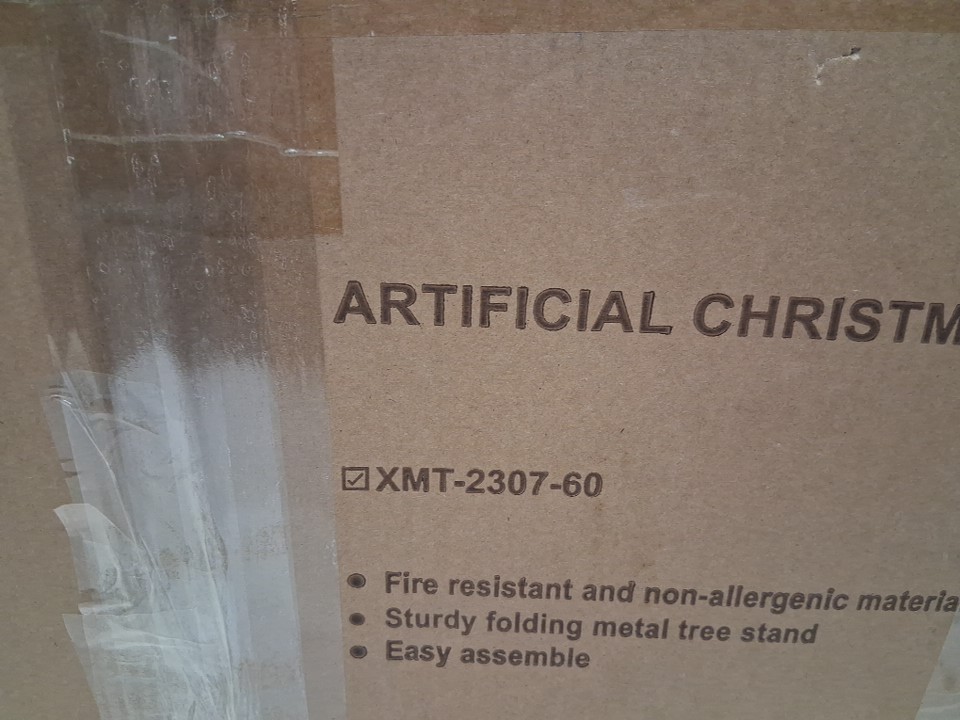 ARTIFICIAL CHRISTM
☑XMT-2307-60
● Fire resistant and non-allergenic materia
● Sturdy folding metal tree stand
● Easy assemble